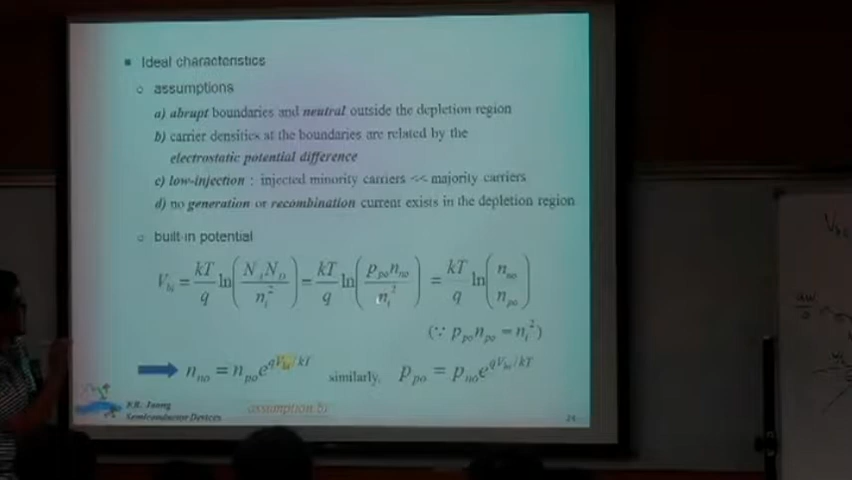 Ideal characteristics
assumptions
a) abrupt boundaries and neutral outside the depletion region
b) carrier densities at the boundaries are related by the
electrostatic potential difference
c) low-injection : injected minority carriers << majority carriers
d) no generation or recombination current exists in the depletion region
built-in potential
V_bi = kT/q ln(N_A N_D / n_i^2) = kT/q ln(p_po n_no / n_i^2) = kT/q ln(n_no / n_po)
(∵ p_po n_po = n_i^2)
n_no = n_po e^(qV_bi/kT) similarly, p_po = p_no e^(qV_bi/kT)
Semiconductor Devices
assumption b)
24